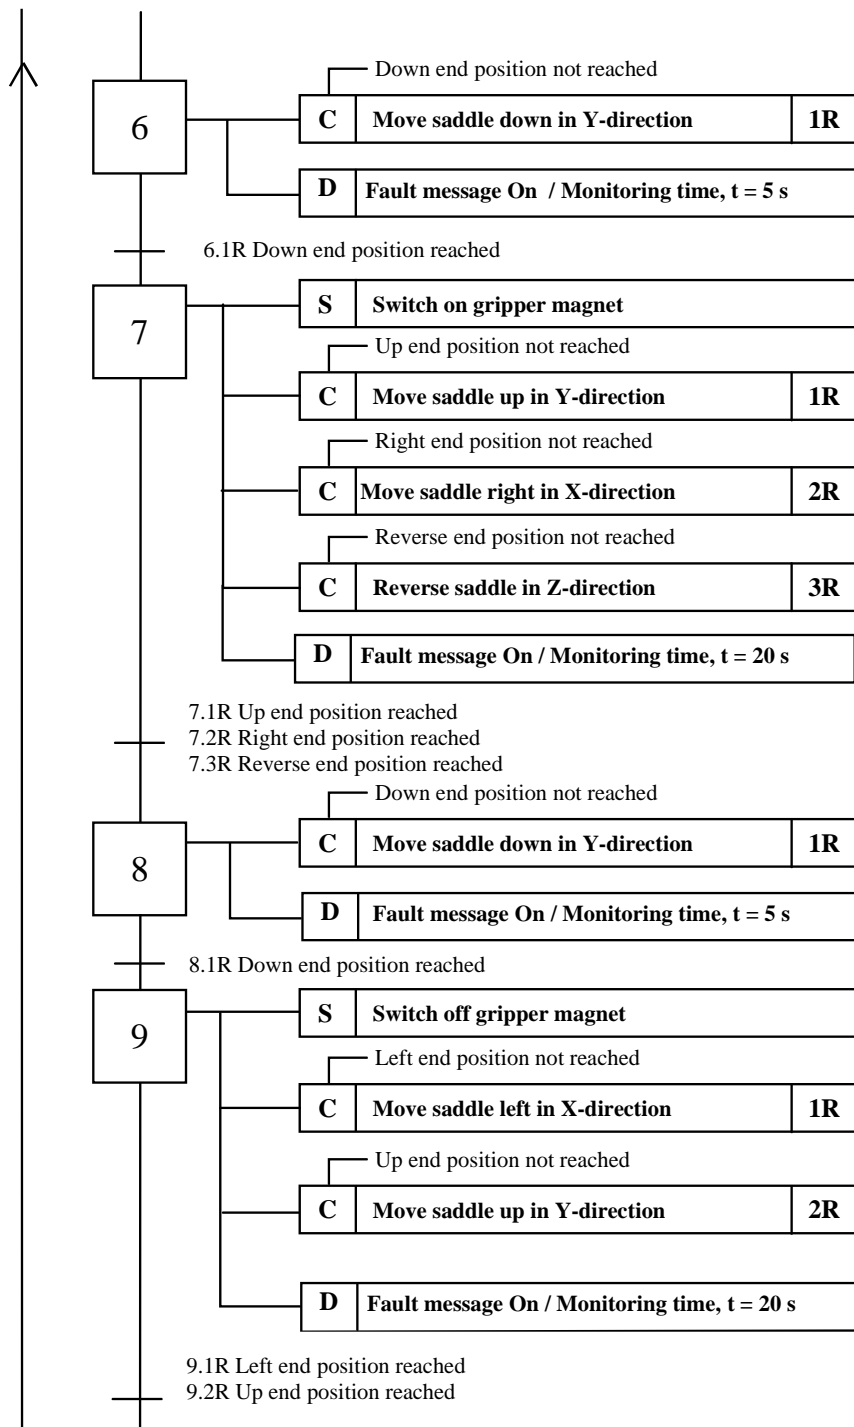 Down end position not reached
6 C Move saddle down in Y-direction 1R
D Fault message On / Monitoring time, t = 5 s
6.1R Down end position reached
7 S Switch on gripper magnet
Up end position not reached
C Move saddle up in Y-direction 1R
Right end position not reached
C Move saddle right in X-direction 2R
Reverse end position not reached
C Reverse saddle in Z-direction 3R
D Fault message On / Monitoring time, t = 20 s
7.1R Up end position reached
7.2R Right end position reached
7.3R Reverse end position reached
Down end position not reached
8 C Move saddle down in Y-direction 1R
D Fault message On / Monitoring time, t = 5 s
8.1R Down end position reached
9 S Switch off gripper magnet
Left end position not reached
C Move saddle left in X-direction 1R
Up end position not reached
C Move saddle up in Y-direction 2R
D Fault message On / Monitoring time, t = 20 s
9.1R Left end position reached
9.2R Up end position reached